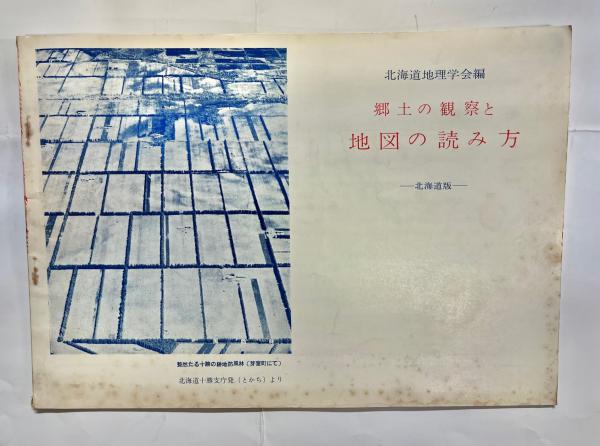 北海道地理学会編
郷土の観察と
地図の読み方
―北海道版―
整然たる十勝の耕地防風林(芽室町にて)
北海道十勝支庁発(とかち)より